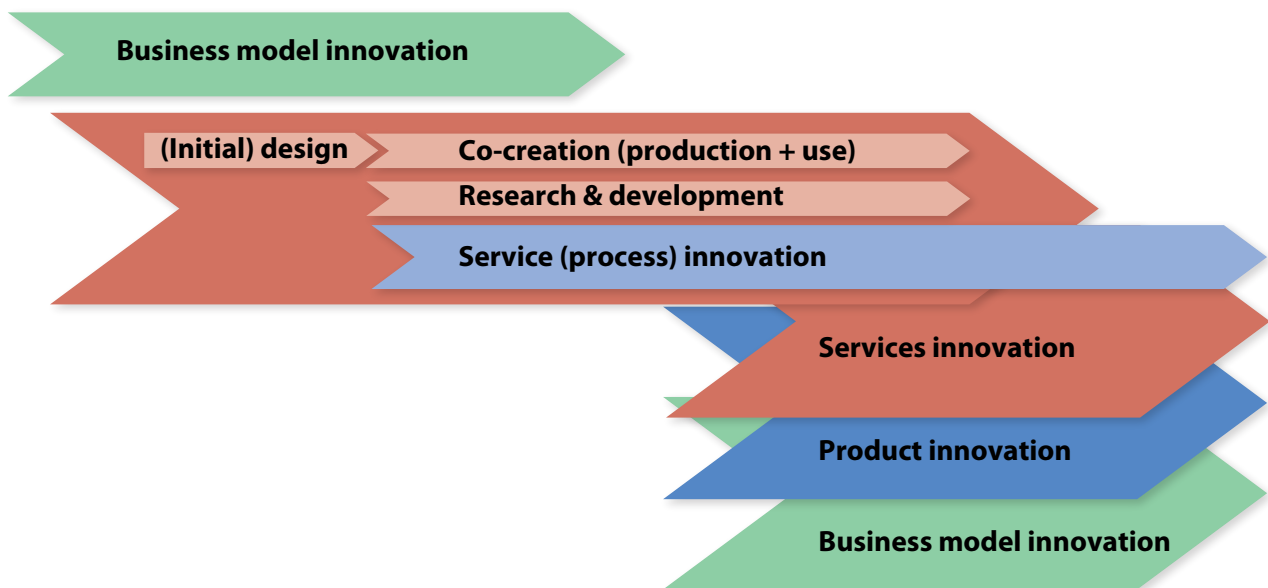 Business model innovation
(Initial) design
Co-creation (production + use)
Research & development
Service (process) innovation
Services innovation
Product innovation
Business model innovation